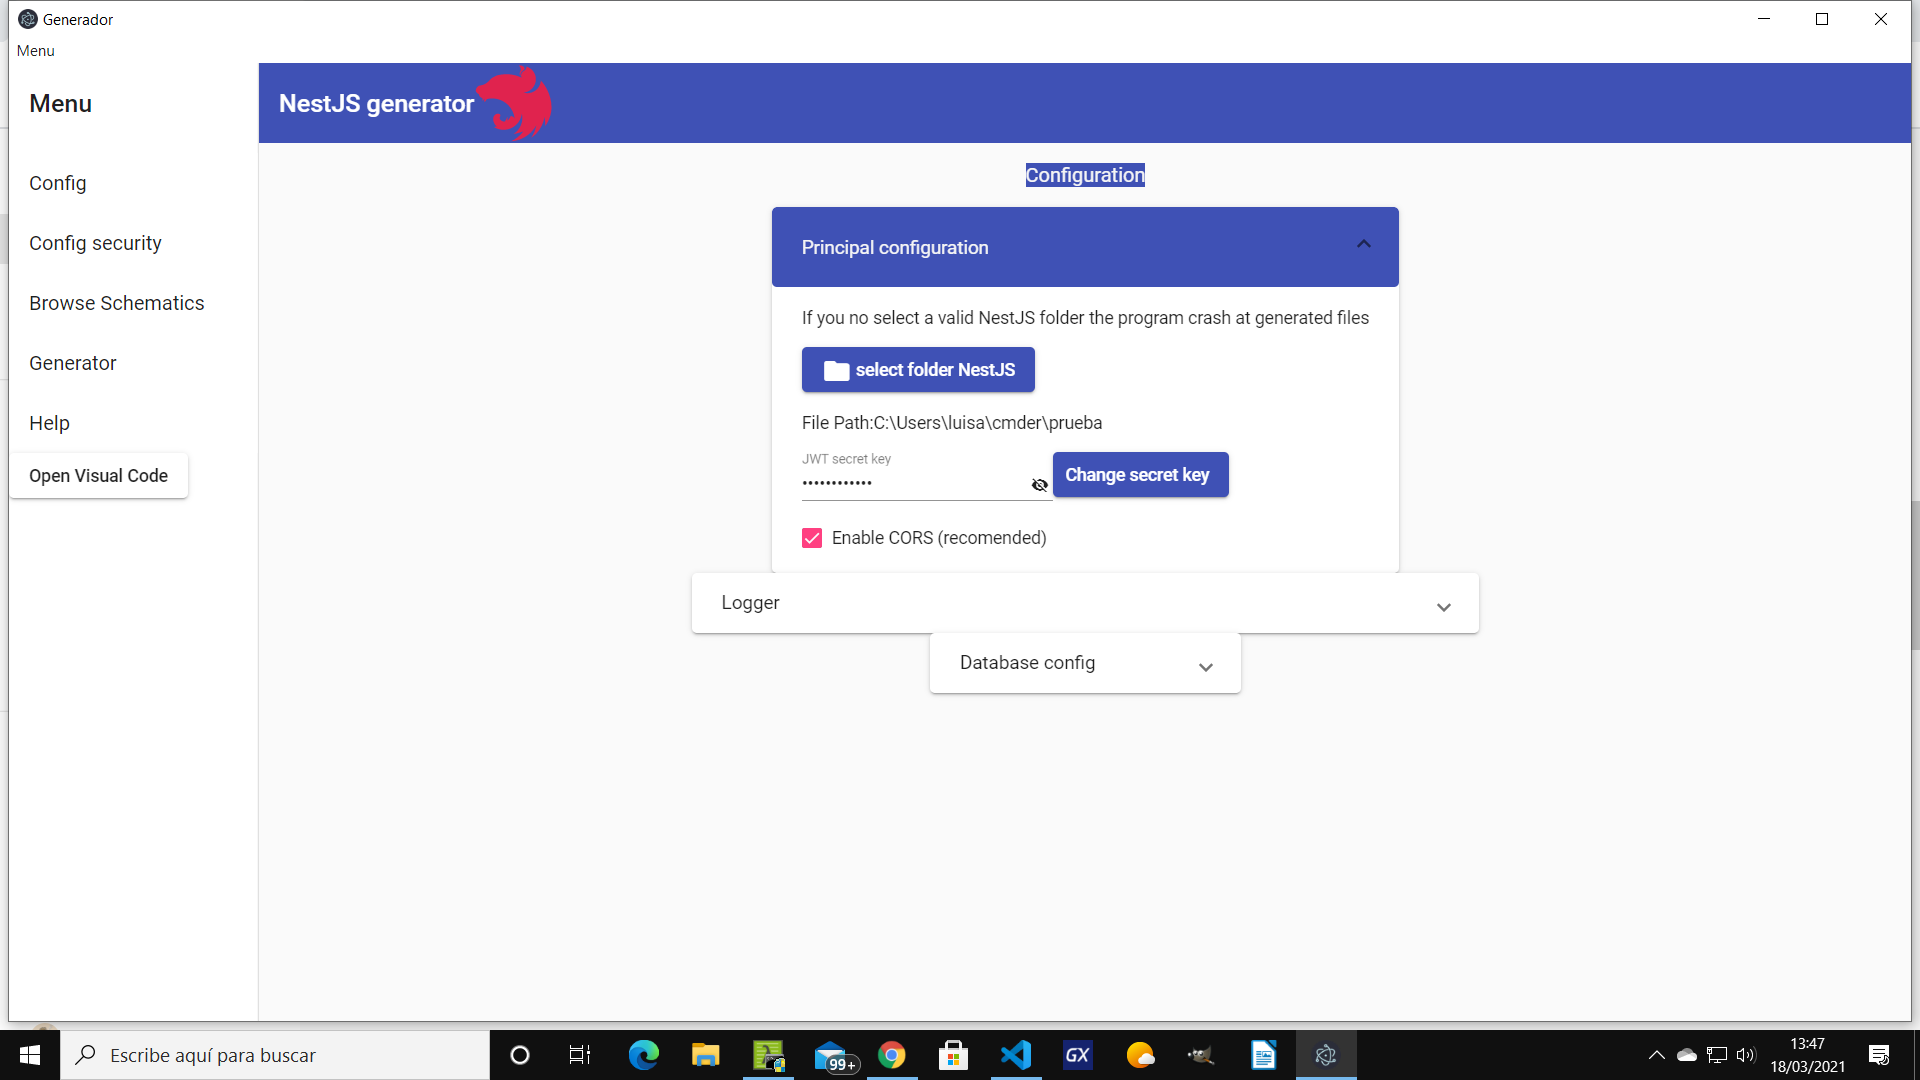 Generador
Menu
Menu
NestJS generator
Config
Config security
Browse Schematics
Generator
Help
Open Visual Code
Configuration
Principal configuration
If you no select a valid NestJS folder the program crash at generated files
select folder NestJS
File Path:C:\Users\luisa\cmder\prueba
JWT secret key
••••••••••••
Change secret key
Enable CORS (recomended)
Logger
Database config
Escribe aquí para buscar
99+
GX
13:47
18/03/2021